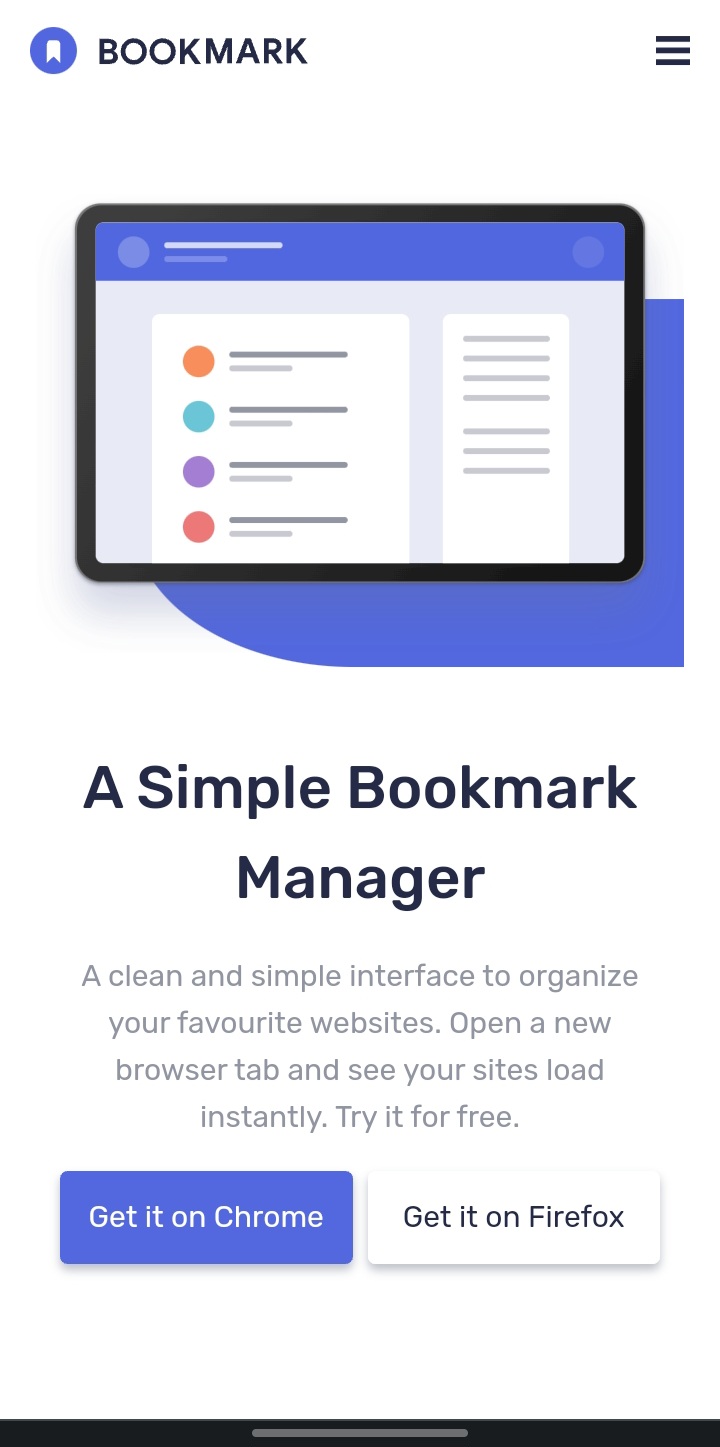 BOOKMARK
A Simple Bookmark
Manager
A clean and simple interface to organize
your favourite websites. Open a new
browser tab and see your sites load
instantly. Try it for free.
Get it on Chrome
Get it on Firefox